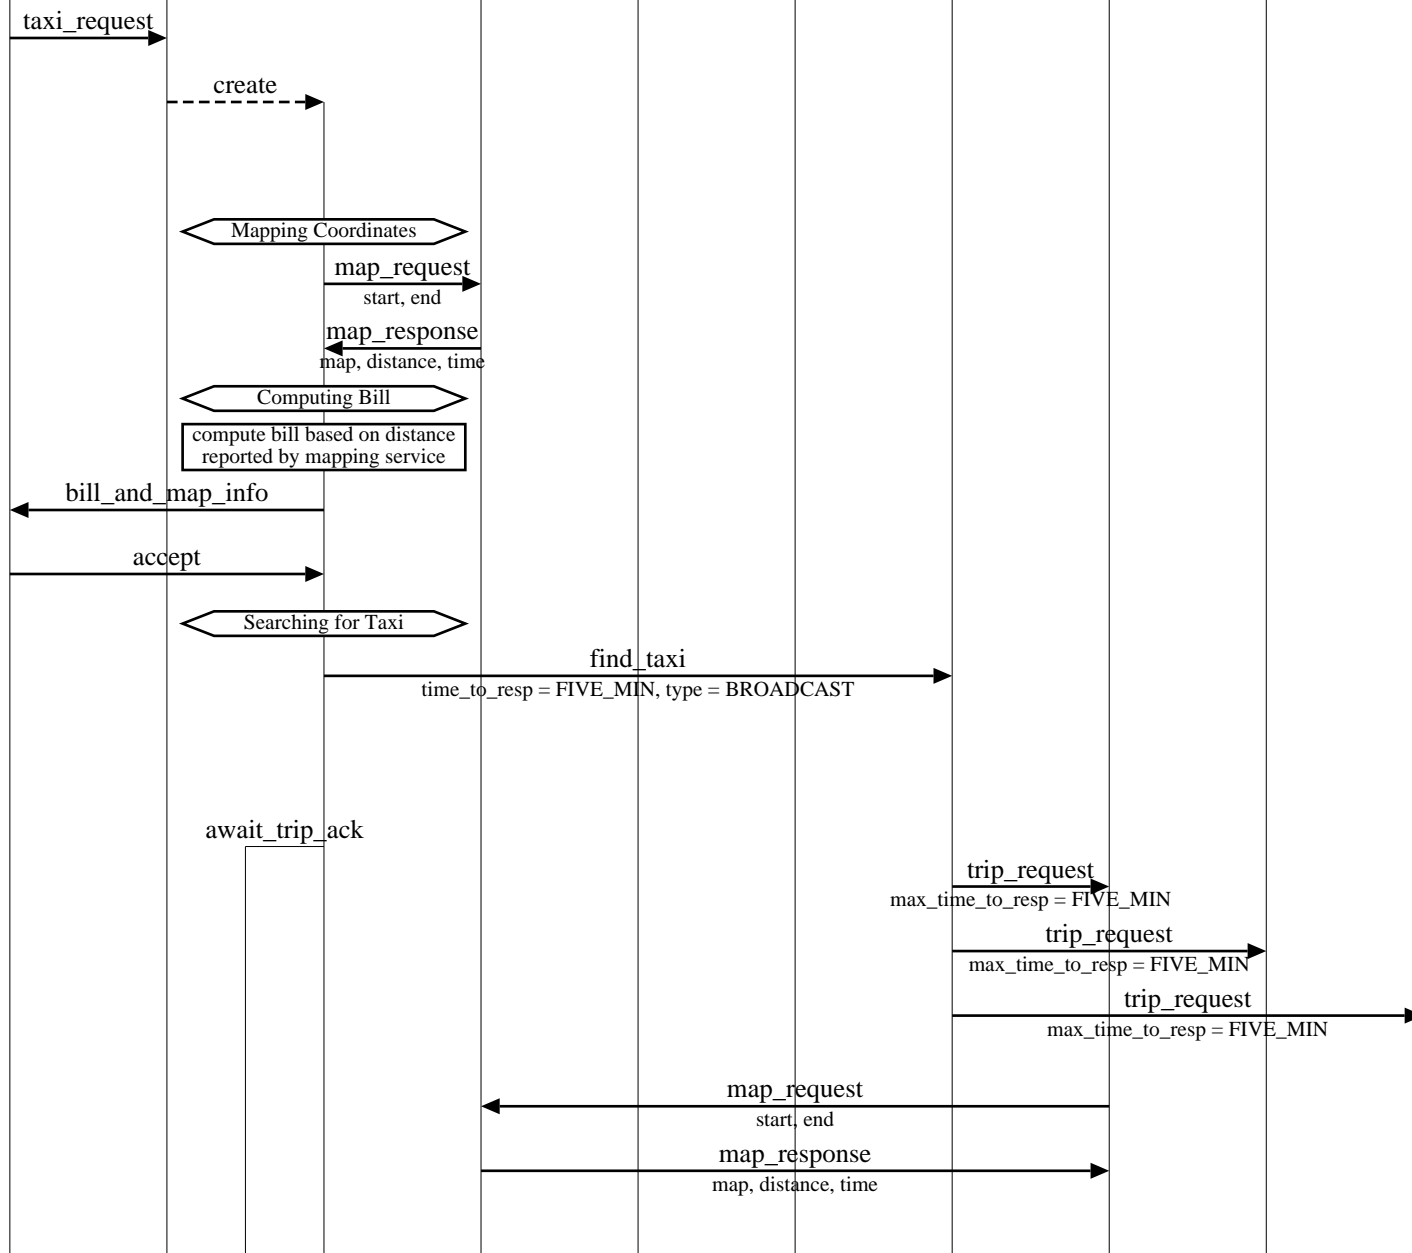 taxi_request
create
Mapping Coordinates
map_request
start, end
map_response
map, distance, time
Computing Bill
compute bill based on distance
reported by mapping service
bill_and_map_info
accept
Searching for Taxi
find_taxi
time_to_resp = FIVE_MIN, type = BROADCAST
await_trip_ack
trip_request
max_time_to_resp = FIVE_MIN
trip_request
max_time_to_resp = FIVE_MIN
trip_request
max_time_to_resp = FIVE_MIN
map_request
start, end
map_response
map, distance, time